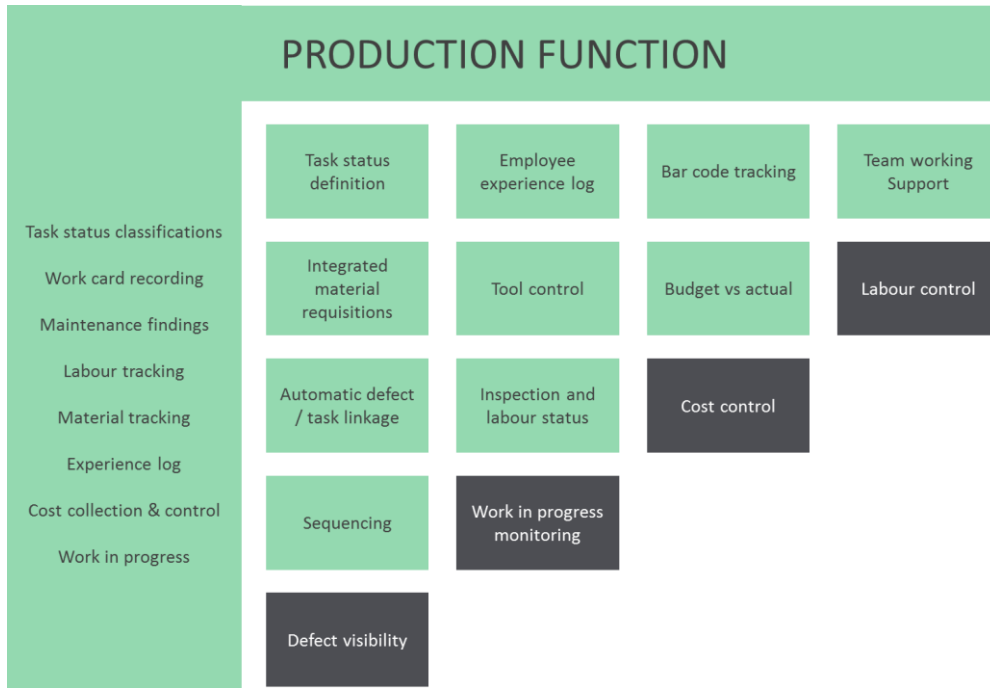 PRODUCTION FUNCTION
Task status classifications
Work card recording
Maintenance findings
Labour tracking
Material tracking
Experience log
Cost collection & control
Work in progress
Task status
definition
Employee
experience log
Bar code tracking
Team working
Support
Integrated
material
requisitions
Tool control
Budget vs actual
Labour control
Automatic defect
/ task linkage
Inspection and
labour status
Cost control
Sequencing
Work in progress
monitoring
Defect visibility